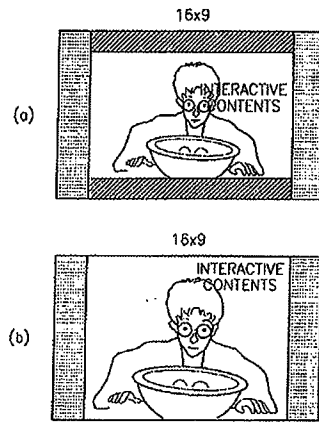 16x9
(a)
INTERACTIVE
CONTENTS
16x9
(b)
INTERACTIVE
CONTENTS